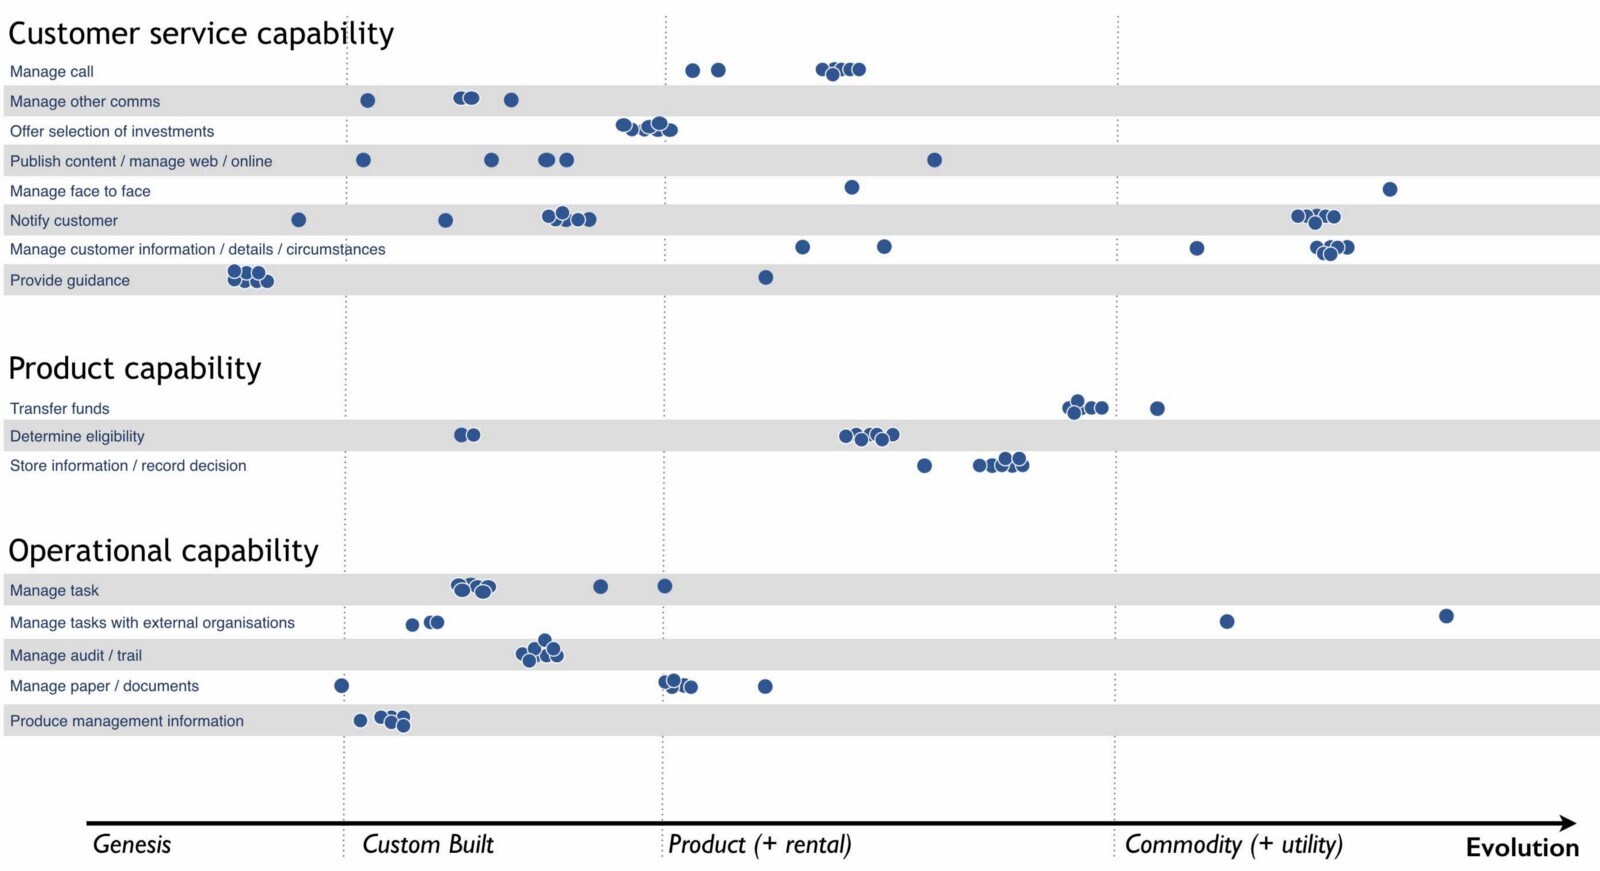 Customer service capability
Manage call
Manage other comms
Offer selection of investments
Publish content / manage web / online
Manage face to face
Notify customer
Manage customer information / details / circumstances
Provide guidance
Product capability
Transfer funds
Determine eligibility
Store information / record decision
Operational capability
Manage task
Manage tasks with external organisations
Manage audit / trail
Manage paper / documents
Produce management information
Genesis Custom Built Product (+ rental) Commodity (+ utility) Evolution